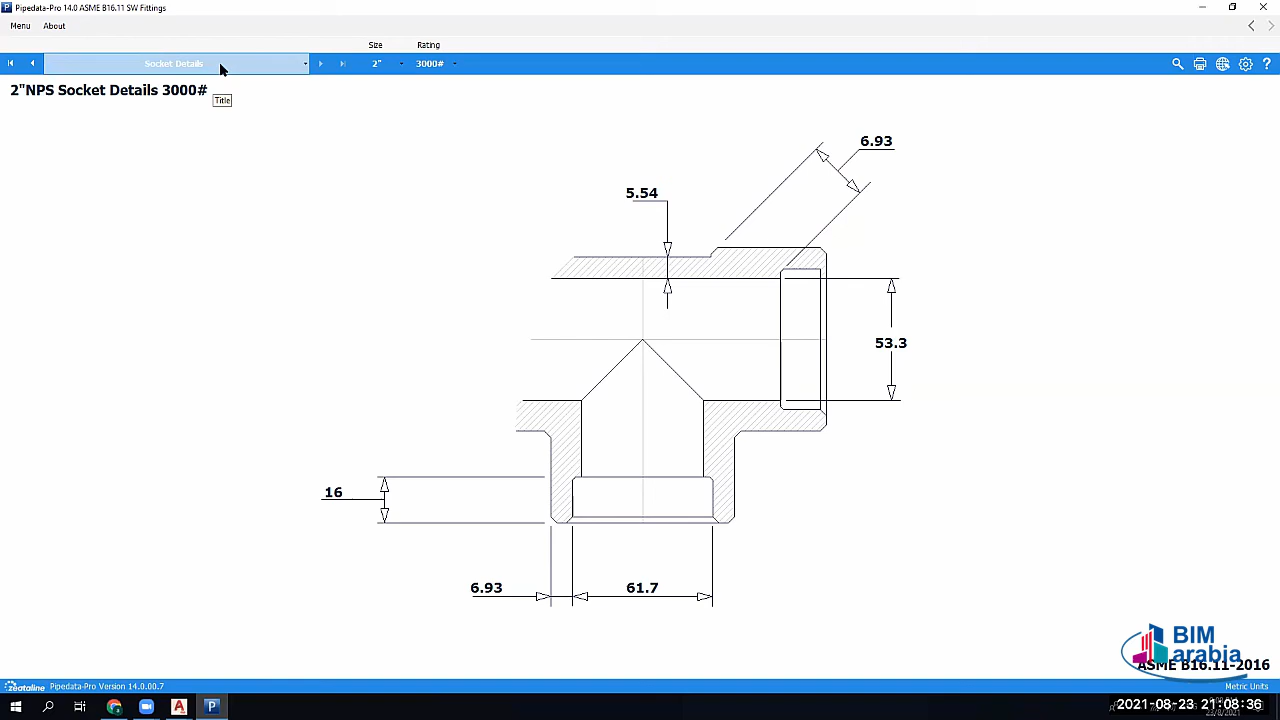 Pipedata-Pro 14.0 ASME B16.11 SW Fittings
Menu About
Size Rating
Socket Details 2" 3000#
2"NPS Socket Details 3000#
Title
6.93
5.54
53.3
16
6.93 61.7
BIM
arabia
ASME B16.11-2016
Zeataline Pipedata-Pro Version 14.0.00.7 Metric Units
2021-08-23 21:08:36